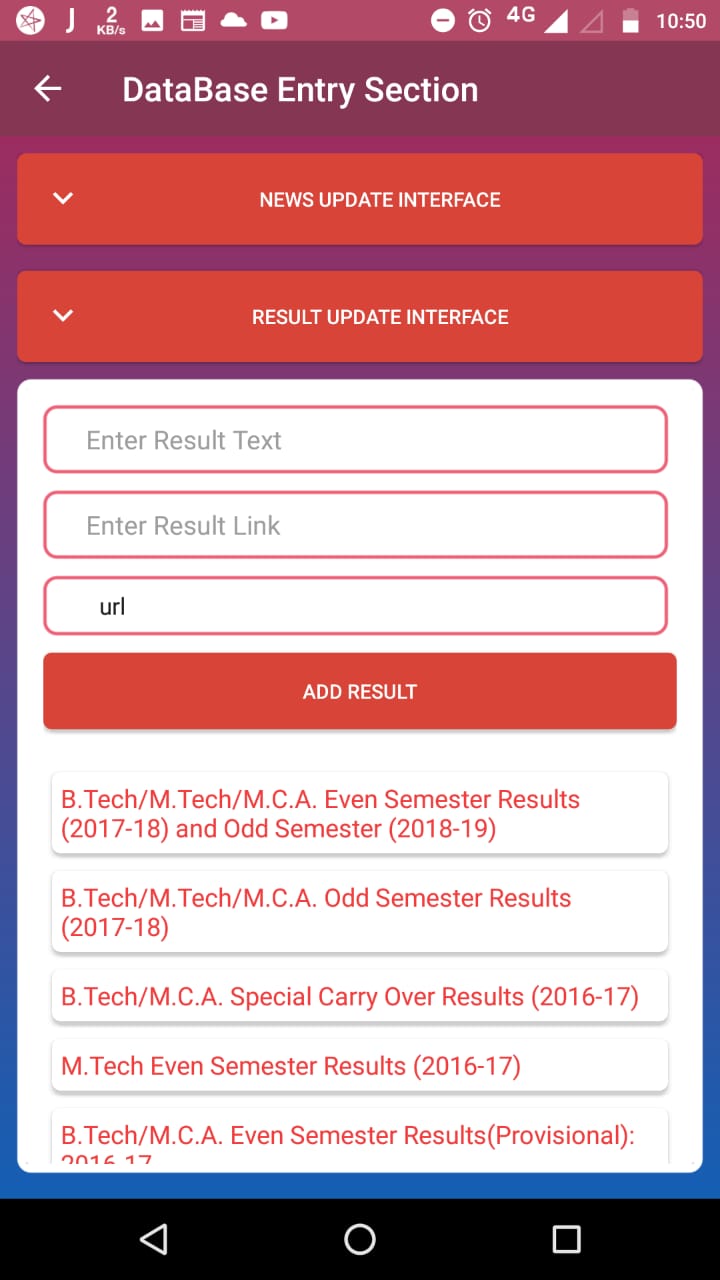 J
2
KB/s
4G
10:50
DataBase Entry Section
NEWS UPDATE INTERFACE
RESULT UPDATE INTERFACE
Enter Result Text
Enter Result Link
url
ADD RESULT
B.Tech/M.Tech/M.C.A. Even Semester Results
(2017-18) and Odd Semester (2018-19)
B.Tech/M.Tech/M.C.A. Odd Semester Results
(2017-18)
B.Tech/M.C.A. Special Carry Over Results (2016-17)
M.Tech Even Semester Results (2016-17)
B.Tech/M.C.A. Even Semester Results(Provisional):
2016-17